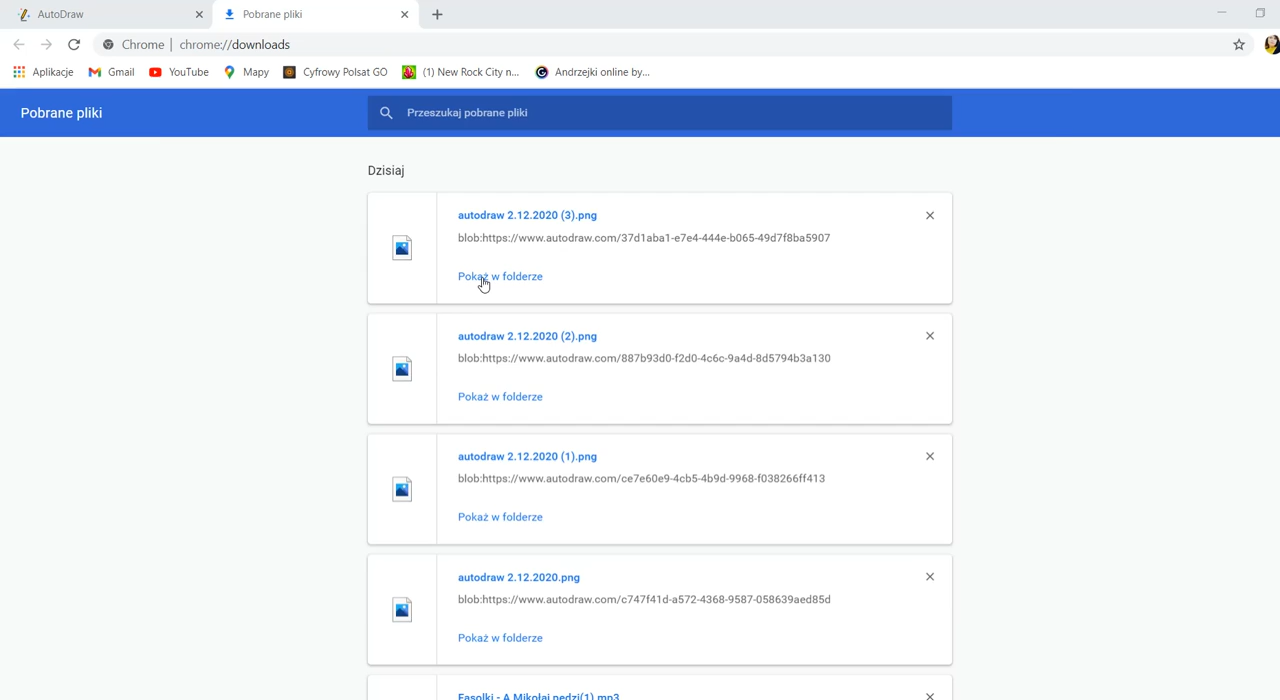 AutoDraw
Pobrane pliki
Chrome | chrome://downloads
Aplikacje
Gmail
YouTube
Mapy
Cyfrowy Polsat GO
(1) New Rock City n...
Andrzejki online by...
Pobrane pliki
Przeszukaj pobrane pliki
Dzisiaj
autodraw 2.12.2020 (3).png
blob:https://www.autodraw.com/37d1aba1-e7e4-444e-b065-49d7f8ba5907
Pokaż w folderze
autodraw 2.12.2020 (2).png
blob:https://www.autodraw.com/887b93d0-f2d0-4c6c-9a4d-8d5794b3a130
Pokaż w folderze
autodraw 2.12.2020 (1).png
blob:https://www.autodraw.com/ce7e60e9-4cb5-4b9d-9968-f038266ff413
Pokaż w folderze
autodraw 2.12.2020.png
blob:https://www.autodraw.com/c747f41d-a572-4368-9587-058639aed85d
Pokaż w folderze
Fasolki - A Mikołaj pędzi(1).mp3